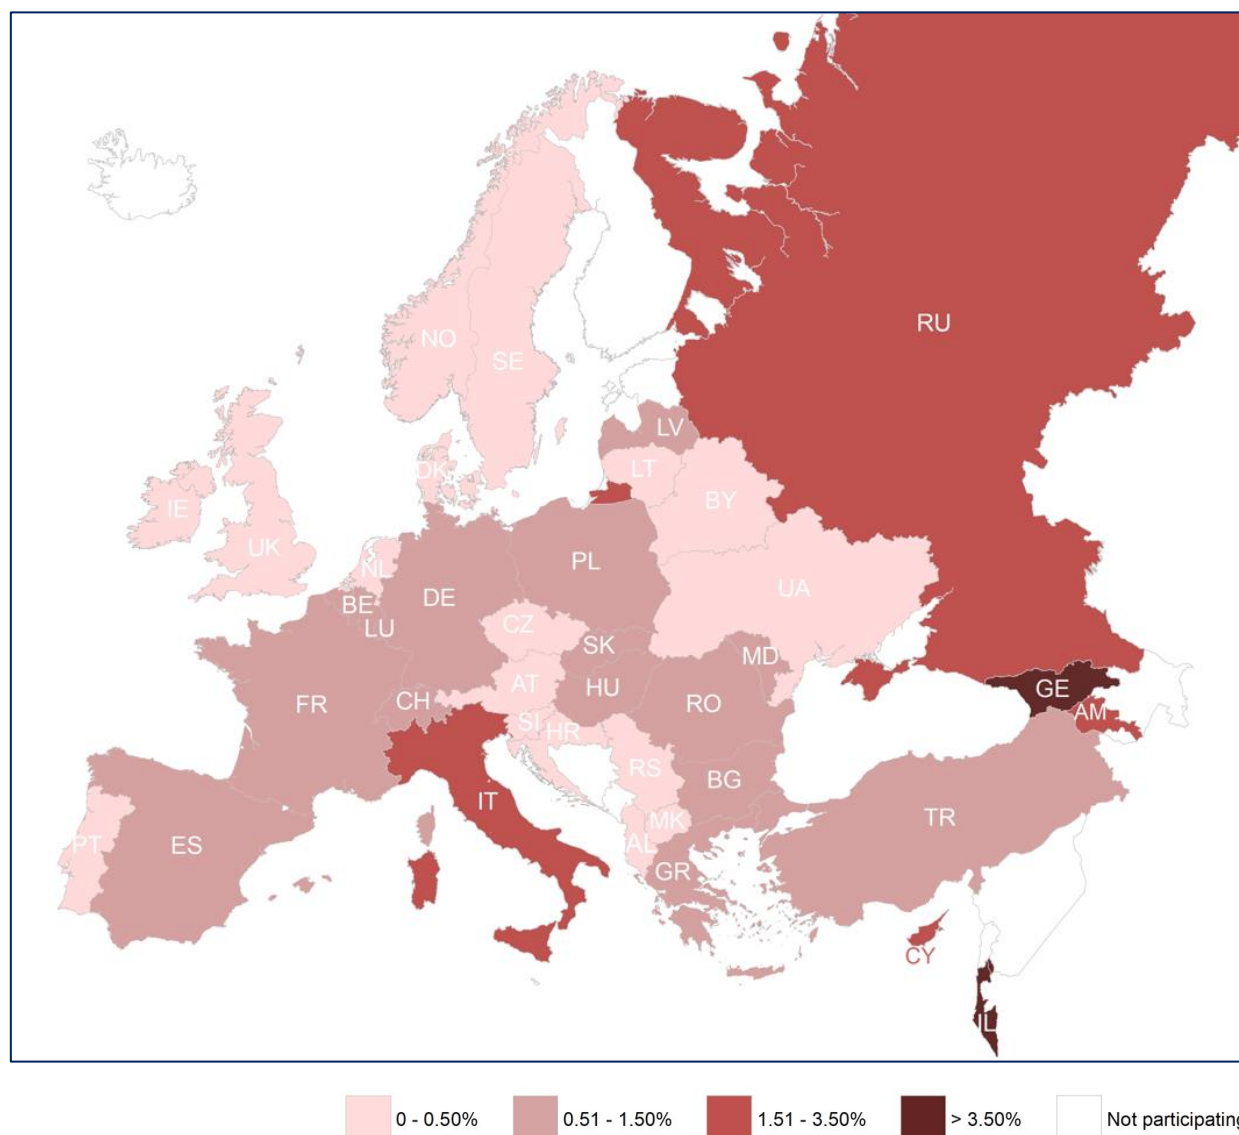 RU
NO
SE
LV
DK
LT
IE
BY
UK
PL
NL
UA
DE
BE
CZ
LU
SK
MD
AT
HU
GE
CH
FR
RO
AM
SI
HR
RS
BG
IT
MK
TR
PT
ES
AL
GR
CY
IL
0 - 0.50%
0.51 - 1.50%
1.51 - 3.50%
> 3.50%
Not participating